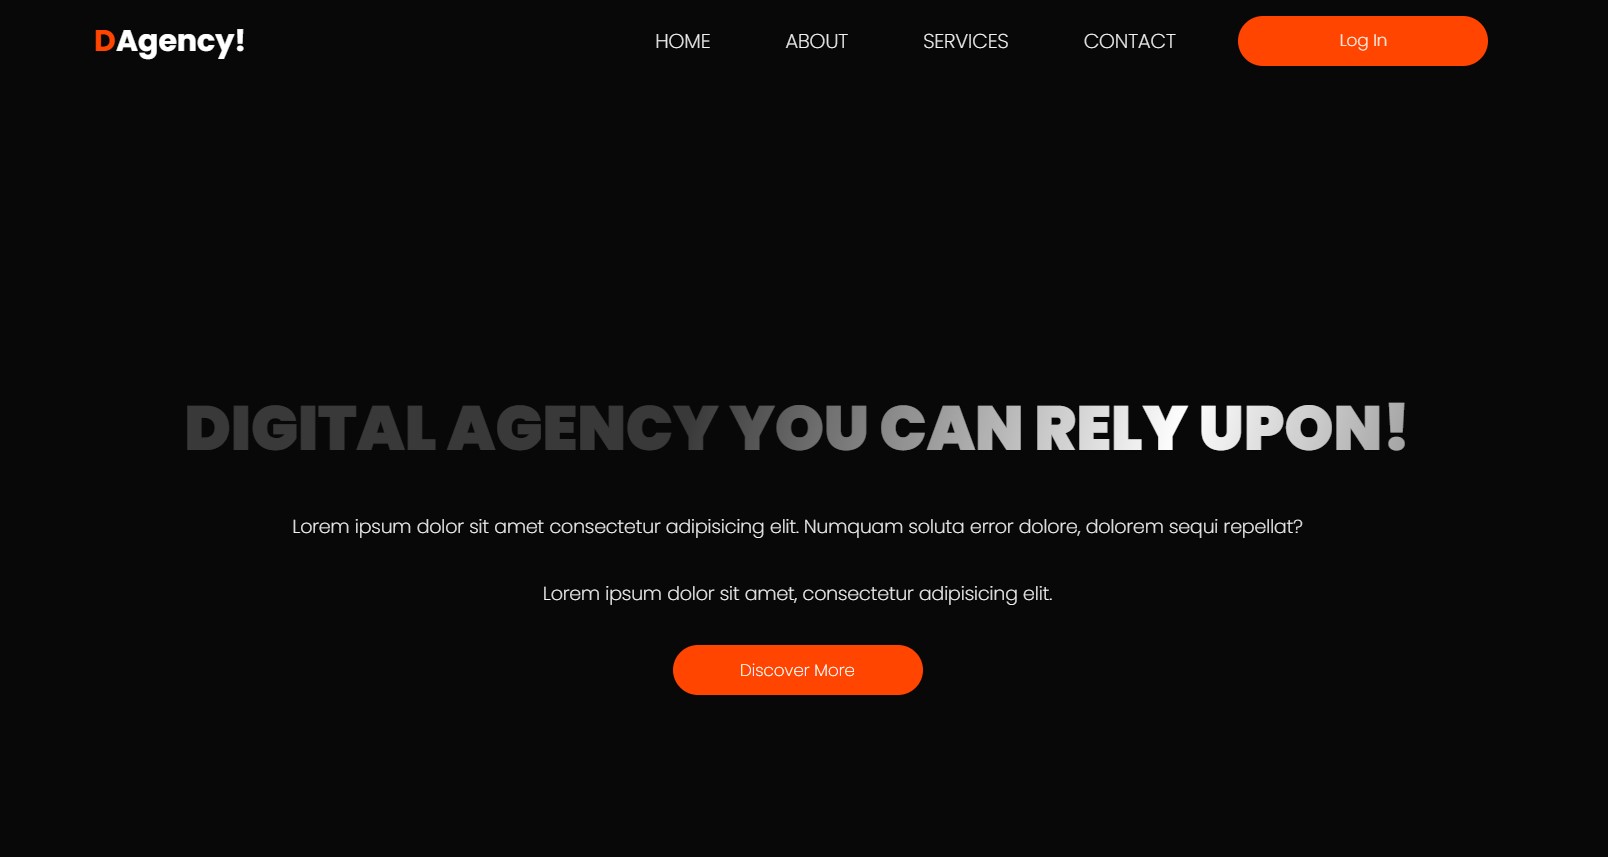 DAgency!
HOME ABOUT SERVICES CONTACT Log In
DIGITAL AGENCY YOU CAN RELY UPON!
Lorem ipsum dolor sit amet consectetur adipisicing elit. Numquam soluta error dolore, dolorem sequi repellat?
Lorem ipsum dolor sit amet, consectetur adipisicing elit.
Discover More